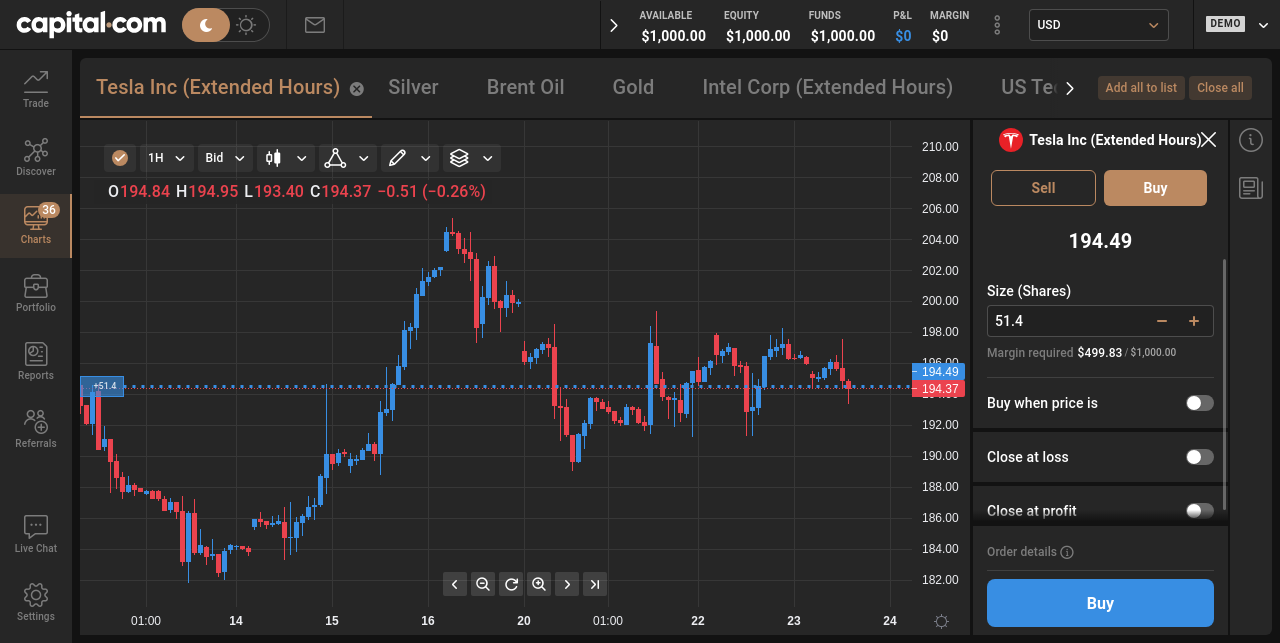 capital.com
AVAILABLE
$1,000.00
EQUITY
$1,000.00
FUNDS
$1,000.00
P&L
$0
MARGIN
$0
USD
DEMO
Trade
Discover
36
Charts
Portfolio
Reports
Referrals
Live Chat
Settings
Tesla Inc (Extended Hours)
Silver
Brent Oil
Gold
Intel Corp (Extended Hours)
US Te
Add all to list
Close all
1H
Bid
O194.84 H194.95 L193.40 C194.37 −0.51 (−0.26%)
+51.4
210.00
208.00
206.00
204.00
202.00
200.00
198.00
196.00
194.49
194.37
192.00
190.00
188.00
186.00
184.00
182.00
01:00
14
15
16
20
01:00
22
23
24
Tesla Inc (Extended Hours)
Sell
Buy
194.49
Size (Shares)
51.4
Margin required $499.83 / $1,000.00
Buy when price is
Close at loss
Close at profit
Order details
Buy